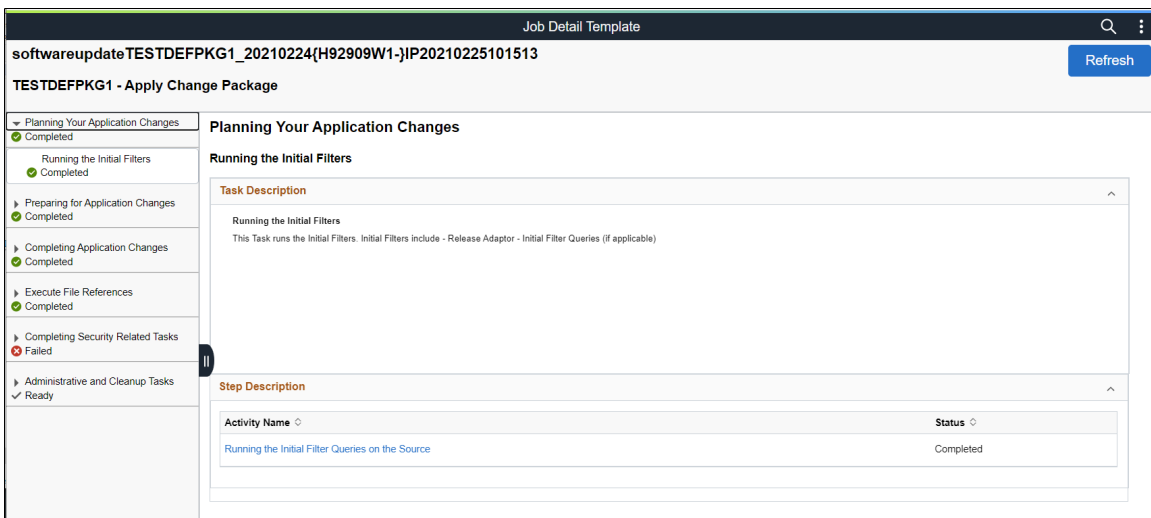 Job Detail Template
softwareupdateTESTDEFPKG1_20210224{H92909W1-}IP20210225101513
Refresh
TESTDEFPKG1 - Apply Change Package
Planning Your Application Changes
Completed
Running the Initial Filters
Completed
Preparing for Application Changes
Completed
Completing Application Changes
Completed
Execute File References
Completed
Completing Security Related Tasks
Failed
Administrative and Cleanup Tasks
Ready
Planning Your Application Changes
Running the Initial Filters
Task Description
Running the Initial Filters
This Task runs the Initial Filters. Initial Filters include - Release Adaptor - Initial Filter Queries (if applicable)
Step Description
Activity Name Status
Running the Initial Filter Queries on the Source Completed